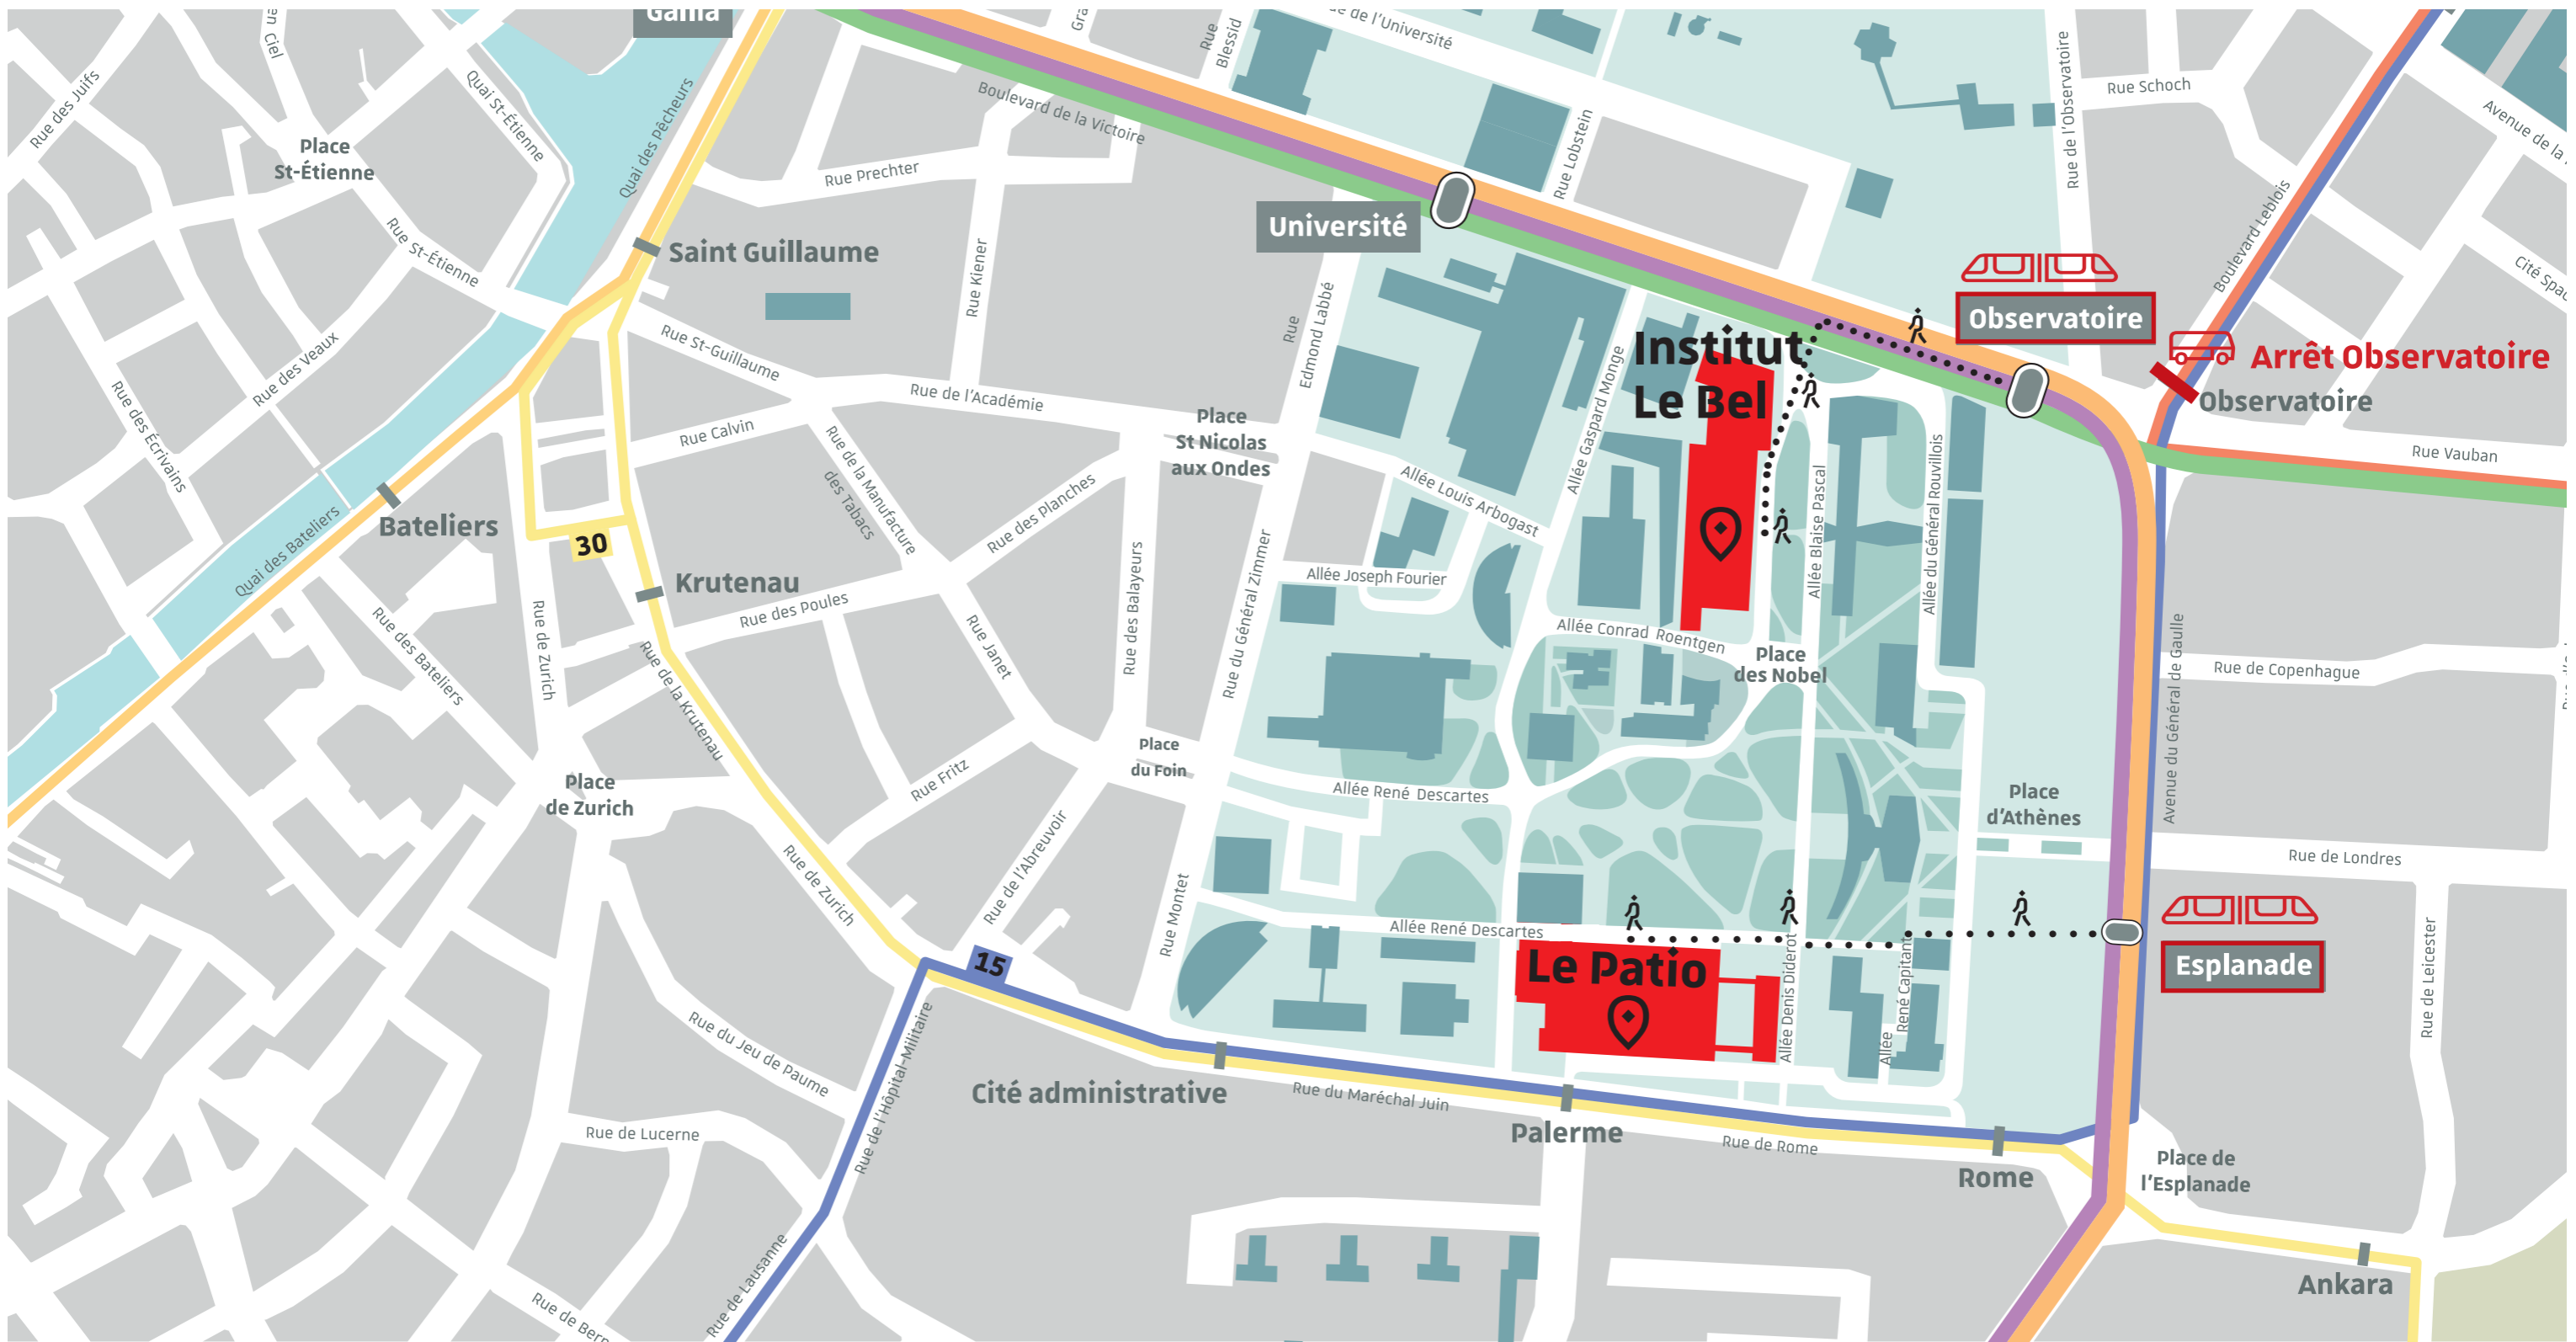 Gallia
Ciel
Rue des Juifs
Quai St-Étienne
Quai des Pêcheurs
Place
St-Étienne
Rue St-Étienne
Rue des Veaux
Rue des Écrivains
Quai des Bateliers
Bateliers
Rue
Blessig
de l'Université
Boulevard de la Victoire
Rue Prechter
Rue Kiener
Saint Guillaume
Rue St-Guillaume
Rue de l'Académie
Rue Calvin
Rue de la Manufacture
des Tabacs
30
Krutenau
Rue des Poules
Rue des Planches
Rue Janet
Rue des Balayeurs
Rue des Bateliers
Rue de Zurich
Rue de la Krutenau
Place
de Zurich
Rue Fritz
Rue de Zurich
Rue de l'Abreuvoir
Place
du Foin
Place
St Nicolas
aux Ondes
Rue
Edmond Labbé
Rue du Général Zimmer
Rue Montet
Université
Rue Lobstein
Rue de l'Observatoire
Rue Schoch
Avenue de la
Boulevard Leblois
Observatoire
Arrêt Observatoire
Observatoire
Rue Vauban
Institut
Le Bel
Allée Gaspard Monge
Allée Louis Arbogast
Allée Joseph Fourier
Allée Conrad Roentgen
Allée Blaise Pascal
Allée du Général Rouvillois
Place
des Nobel
Allée René Descartes
Allée René Descartes
Le Patio
Allée Denis Diderot
Allée
René Capitant
Place
d'Athènes
Avenue du Général de Gaulle
Rue de Copenhague
Rue de Londres
Esplanade
Rue de Leicester
15
Rue de l'Hôpital-Militaire
Rue du Jeu de Paume
Rue de Lucerne
Rue de Lausanne
Rue de Bern
Cité administrative
Rue du Maréchal Juin
Palerme
Rue de Rome
Rome
Place de
l'Esplanade
Ankara